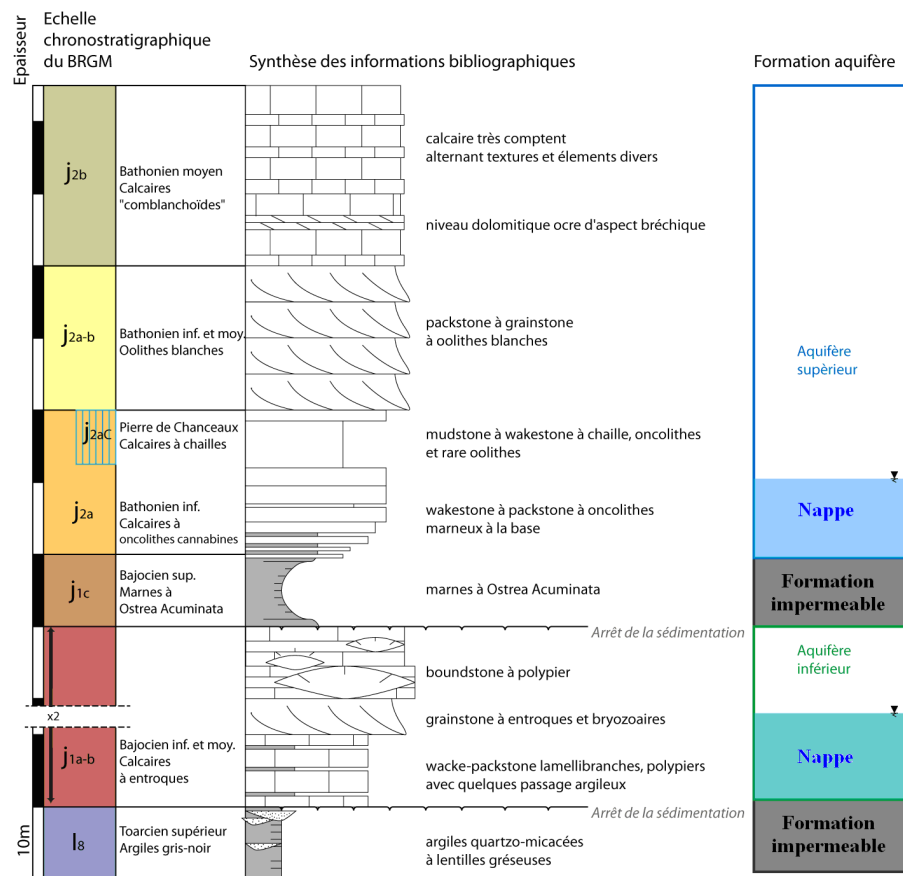 Epaisseur
Echelle
chronostratigraphique
du BRGM
Synthèse des informations bibliographiques
Formation aquifère
j2b
Bathonien moyen
Calcaires
"comblanchoïdes"
calcaire très comptent
alternant textures et élements divers
niveau dolomitique ocre d'aspect bréchique
j2a-b
Bathonien inf. et moy.
Oolithes blanches
packstone à grainstone
à oolithes blanches
Aquifère
supèrieur
j2aC
Pierre de Chanceaux
Calcaires à chailles
mudstone à wakestone à chaille, oncolithes
et rare oolithes
j2a
Bathonien inf.
Calcaires à
oncolithes cannabines
wakestone à packstone à oncolithes
marneux à la base
Nappe
j1c
Bajocien sup.
Marnes à
Ostrea Acuminata
marnes à Ostrea Acuminata
Formation
impermeable
Arrêt de la sédimentation
Aquifère
inférieur
boundstone à polypier
x2
grainstone à entroques et bryozoaires
j1a-b
Bajocien inf. et moy.
Calcaires
à entroques
wacke-packstone lamellibranches, polypiers
avec quelques passage argileux
Nappe
Arrêt de la sédimentation
10m
l8
Toarcien supérieur
Argiles gris-noir
argiles quartzo-micacées
à lentilles gréseuses
Formation
impermeable